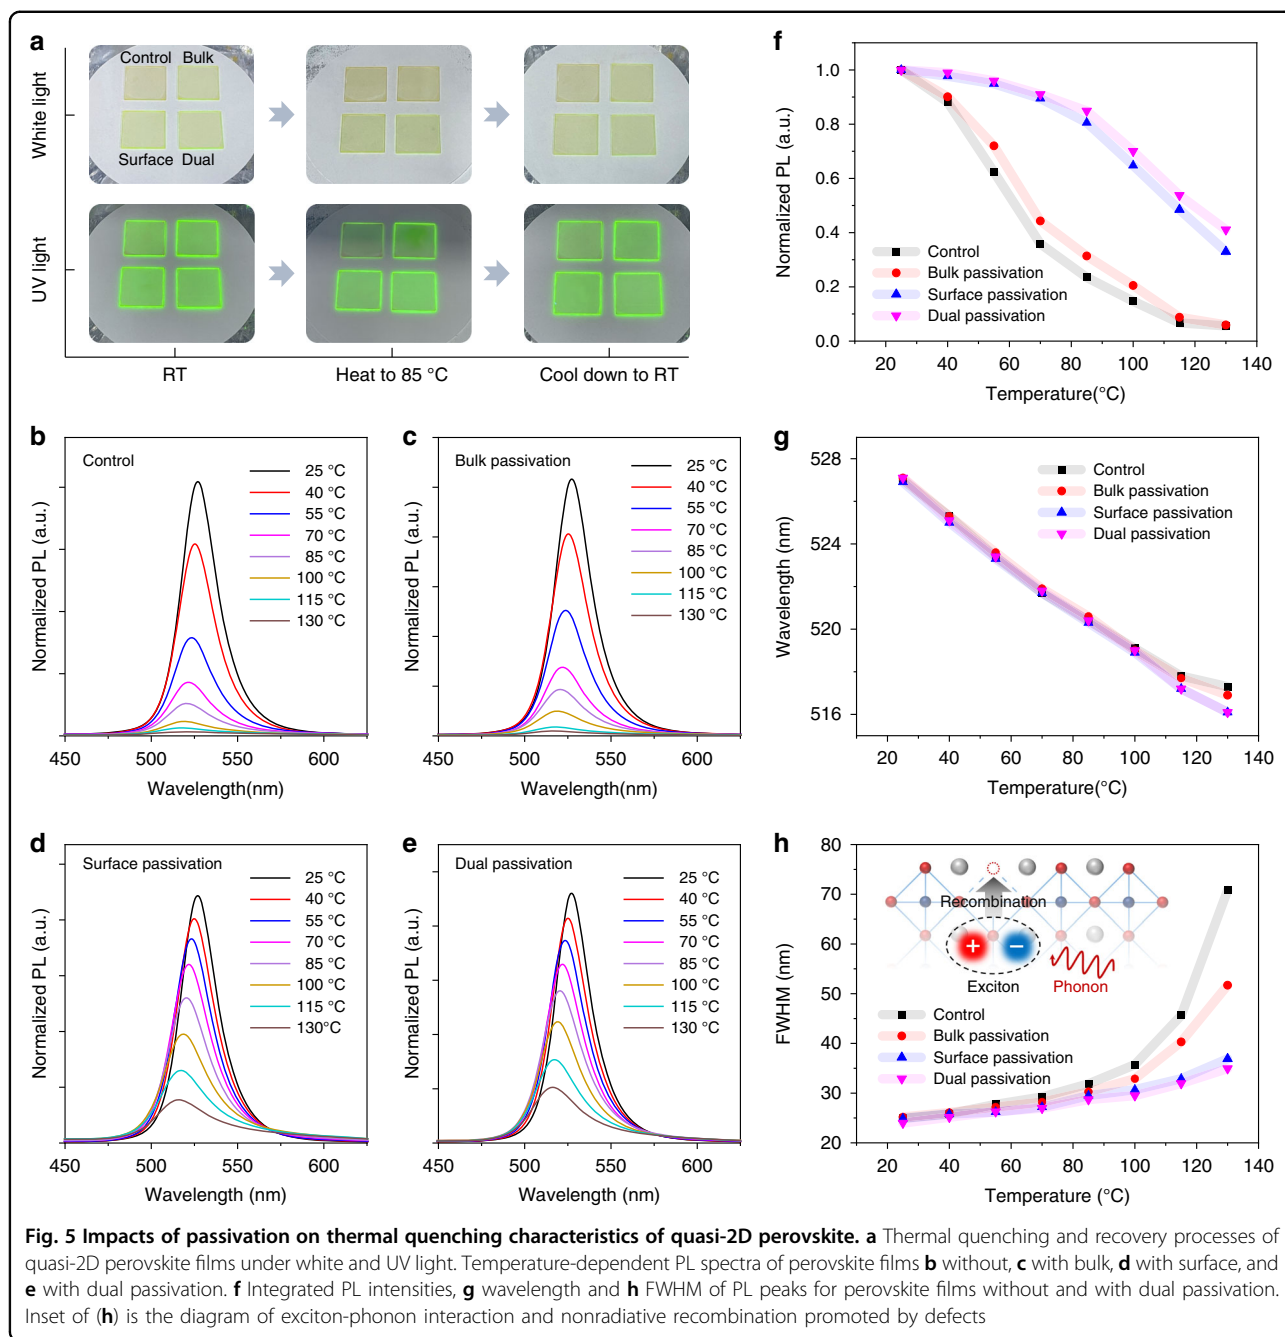 a
White light
Control Bulk
Surface Dual
UV light
RT
Heat to 85 °C
Cool down to RT
b
Control
25 °C
40 °C
55 °C
70 °C
85 °C
100 °C
115 °C
130 °C
Normalized PL (a.u.)
450 500 550 600
Wavelength(nm)
c
Bulk passivation
25 °C
40 °C
55 °C
70 °C
85 °C
100 °C
115 °C
130 °C
Normalized PL (a.u.)
450 500 550 600
Wavelength(nm)
d
Surface passivation
25 °C
40 °C
55 °C
70 °C
85 °C
100 °C
115 °C
130°C
Normalized PL (a.u.)
450 500 550 600
Wavelength (nm)
e
Dual passivation
25 °C
40 °C
55 °C
70 °C
85 °C
100 °C
115 °C
130 °C
Normalized PL (a.u.)
450 500 550 600
Wavelength (nm)
f
Normalized PL (a.u.)
1.0
0.8
0.6
0.4
0.2
0.0
Control
Bulk passivation
Surface passivation
Dual passivation
20 40 60 80 100 120 140
Temperature(°C)
g
Wavelength (nm)
528
524
520
516
Control
Bulk passivation
Surface passivation
Dual passivation
20 40 60 80 100 120 140
Temperature(°C)
h
FWHM (nm)
80
70
60
50
40
30
20
Recombination
+ −
Exciton Phonon
Control
Bulk passivation
Surface passivation
Dual passivation
20 40 60 80 100 120 140
Temperature (°C)
Fig. 5 Impacts of passivation on thermal quenching characteristics of quasi-2D perovskite. a Thermal quenching and recovery processes of
quasi-2D perovskite films under white and UV light. Temperature-dependent PL spectra of perovskite films b without, c with bulk, d with surface, and
e with dual passivation. f Integrated PL intensities, g wavelength and h FWHM of PL peaks for perovskite films without and with dual passivation.
Inset of (h) is the diagram of exciton-phonon interaction and nonradiative recombination promoted by defects